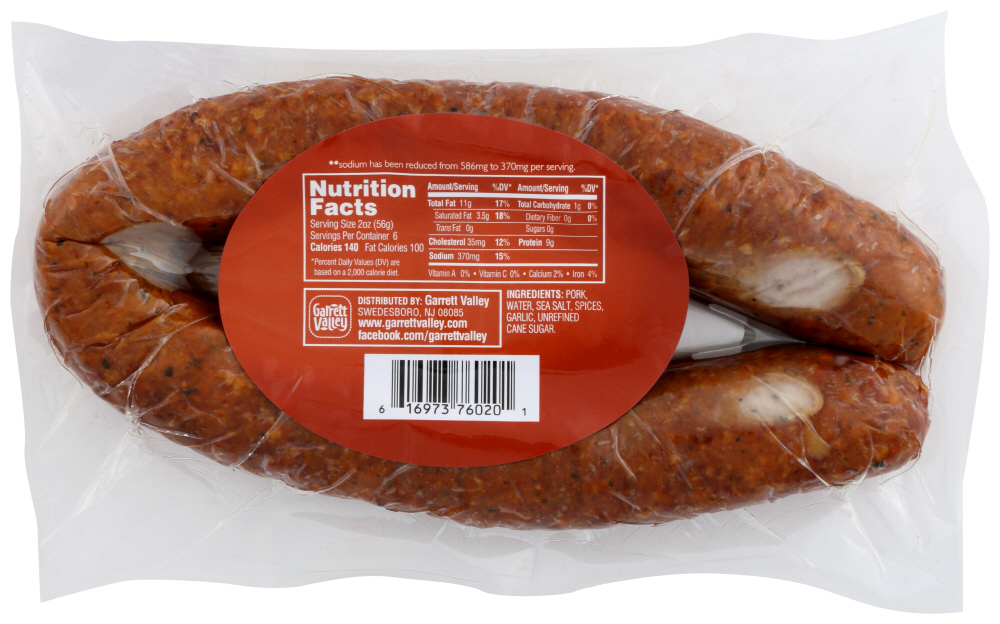 **sodium has been reduced from 586mg to 370mg per serving.
Nutrition
Facts
Serving Size 2oz (56g)
Servings Per Container 6
Calories 140 Fat Calories 100
*Percent Daily Values (DV) are
based on a 2,000 calorie diet.
Amount/Serving %DV*
Total Fat 11g 17%
Saturated Fat 3.5g 18%
Trans Fat 0g
Cholesterol 35mg 12%
Sodium 370mg 15%
Amount/Serving %DV*
Total Carbohydrate 1g 0%
Dietary Fiber 0g 0%
Sugars 0g
Protein 9g
Vitamin A 0% • Vitamin C 0% • Calcium 2% • Iron 4%
Garrett
Valley
DISTRIBUTED BY: Garrett Valley
SWEDESBORO, NJ 08085
www.garrettvalley.com
facebook.com/garrettvalley
INGREDIENTS: PORK,
WATER, SEA SALT, SPICES,
GARLIC, UNREFINED
CANE SUGAR.
6 16973 76020 1